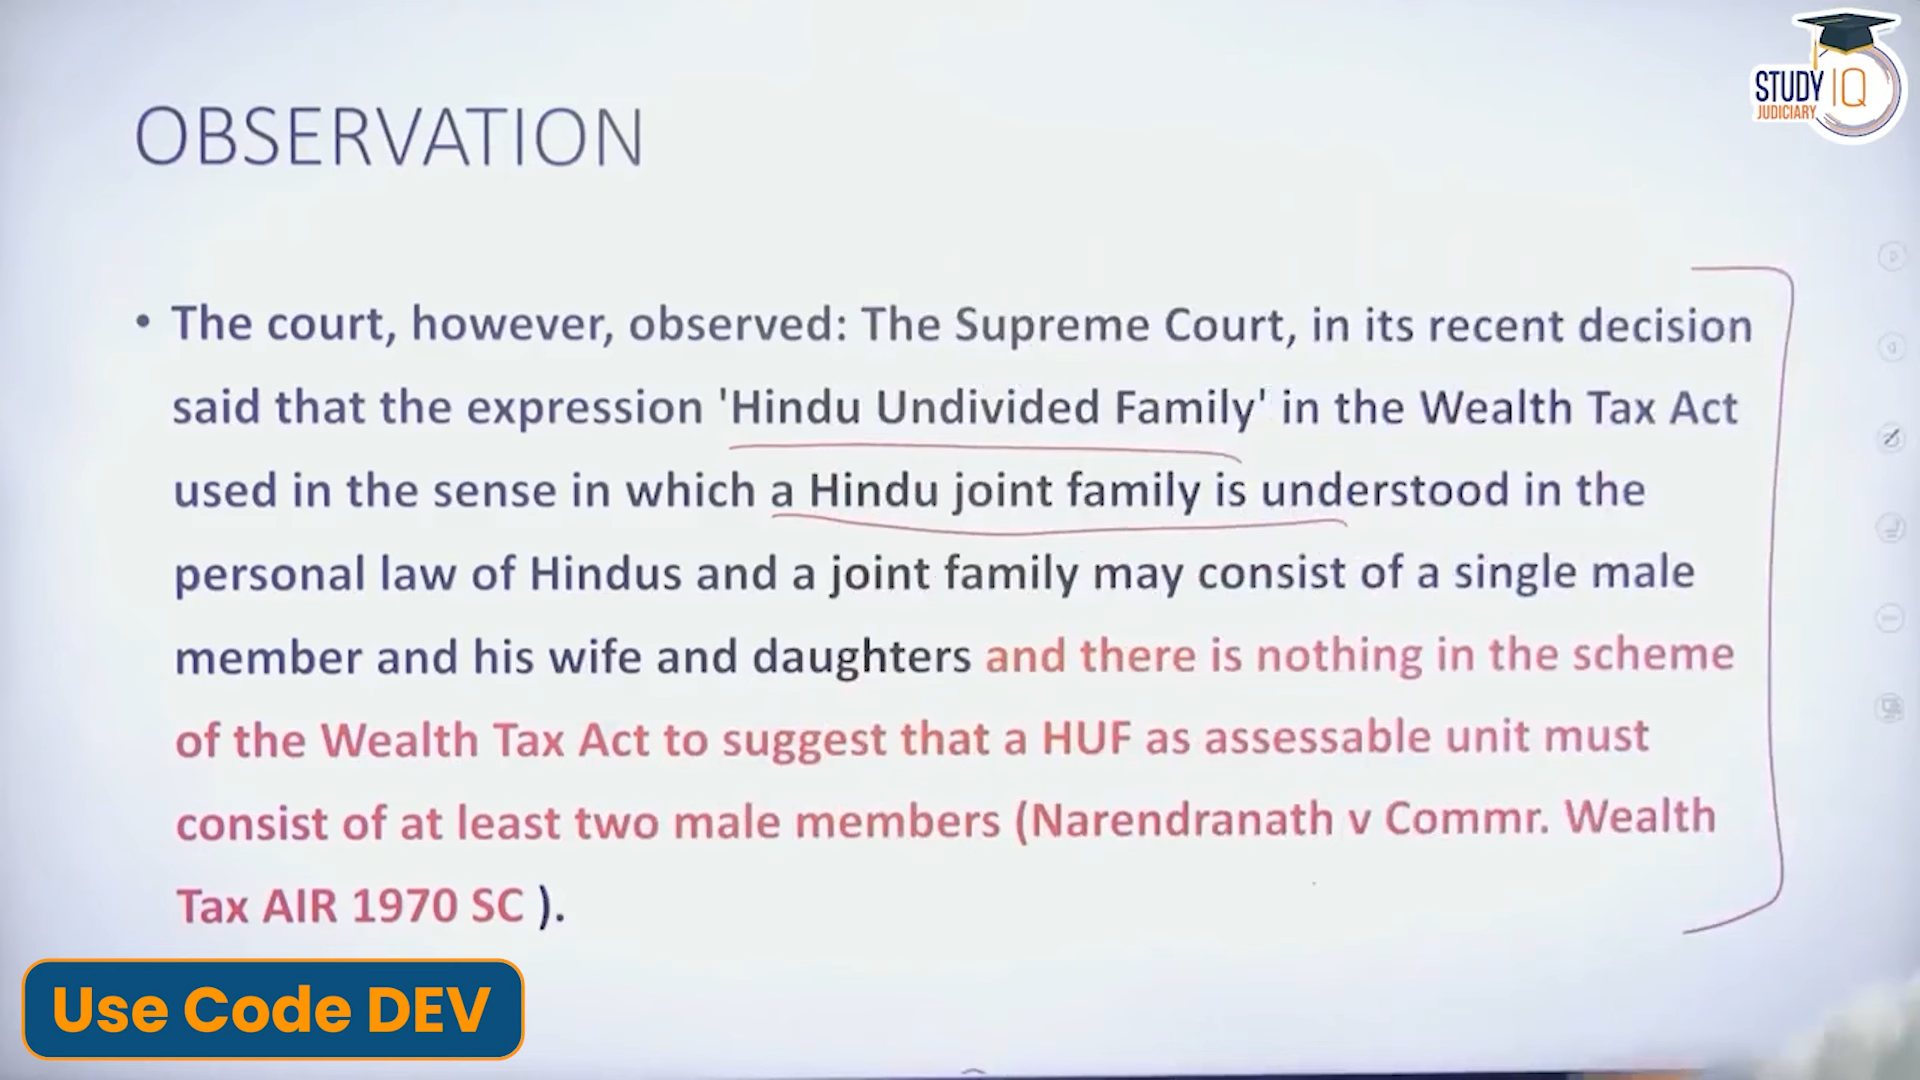 STUDY IQ
JUDICIARY
OBSERVATION
• The court, however, observed: The Supreme Court, in its recent decision
said that the expression 'Hindu Undivided Family' in the Wealth Tax Act
used in the sense in which a Hindu joint family is understood in the
personal law of Hindus and a joint family may consist of a single male
member and his wife and daughters and there is nothing in the scheme
of the Wealth Tax Act to suggest that a HUF as assessable unit must
consist of at least two male members (Narendranath v Commr. Wealth
Tax AIR 1970 SC ).
Use Code DEV